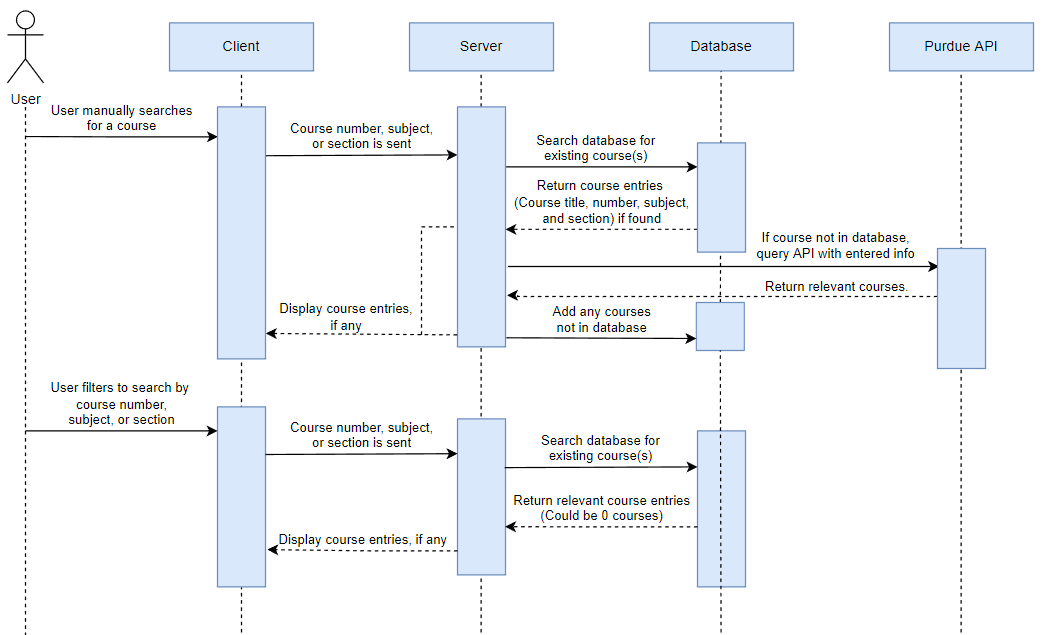 Client
Server
Database
Purdue API
User
User manually searches
for a course
Course number, subject,
or section is sent
Search database for
existing course(s)
Return course entries
(Course title, number, subject,
and section) if found
If course not in database,
query API with entered info
Return relevant courses.
Display course entries,
if any
Add any courses
not in database
User filters to search by
course number,
subject, or section
Course number, subject,
or section is sent
Search database for
existing course(s)
Return relevant course entries
(Could be 0 courses)
Display course entries, if any